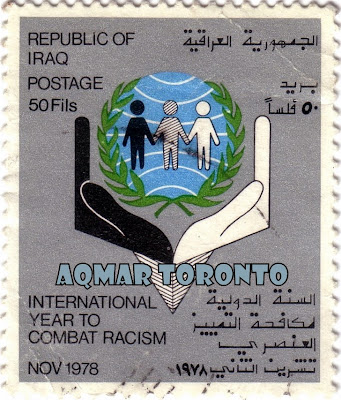 REPUBLIC OF
IRAQ
الجمهورية العراقية
POSTAGE
50 Fils
بريد
٥٠ فلساً
AQMAR TORONTO
INTERNATIONAL
YEAR TO
COMBAT RACISM
NOV 1978
السنة الدولية
لمكافحة التمييز
العنصري
تشرين الثاني ١٩٧٨